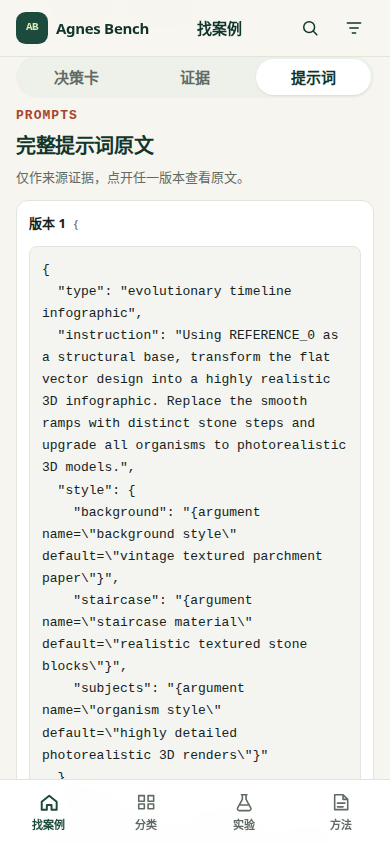 AB
Agnes Bench
找案例
决策卡
证据
提示词
PROMPTS
完整提示词原文
仅作来源证据，点开任一版本查看原文。
版本 1 {
{
  "type": "evolutionary timeline
infographic",
  "instruction": "Using REFERENCE_0 as
a structural base, transform the flat
vector design into a highly realistic
3D infographic. Replace the smooth
ramps with distinct stone steps and
upgrade all organisms to photorealistic
3D models.",
  "style": {
    "background": "{argument
name=\"background style\"
default=\"vintage textured parchment
paper\"}",
    "staircase": "{argument
name=\"staircase material\"
default=\"realistic textured stone
blocks\"}",
    "subjects": "{argument
name=\"organism style\"
default=\"highly detailed
photorealistic 3D renders\"}"
  }
找案例
分类
实验
方法